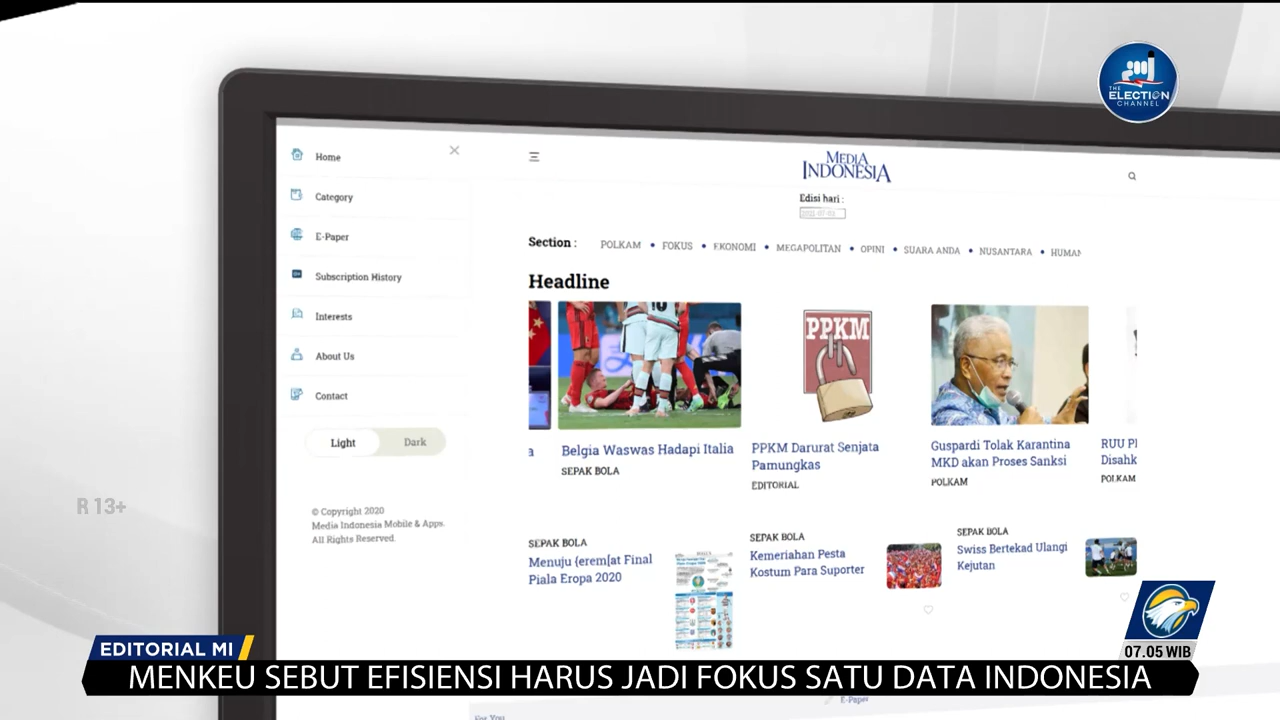 THE
ELECTION
CHANNEL
Home
Category
E-Paper
Subscription History
Interests
About Us
Contact
Light Dark
© Copyright 2020
Media Indonesia Mobile & Apps.
All Rights Reserved.
MEDIA
INDONESIA
Edisi hari :
Section : POLKAM • FOKUS • EKONOMI • MEGAPOLITAN • OPINI • SUARA ANDA • NUSANTARA • HUMAN
Headline
PPKM
a
Belgia Waswas Hadapi Italia
SEPAK BOLA
PPKM Darurat Senjata
Pamungkas
EDITORIAL
Guspardi Tolak Karantina
MKD akan Proses Sanksi
POLKAM
RUU
Disahk
POLKAM
SEPAK BOLA
Menuju {erem[at Final
Piala Eropa 2020
SEPAK BOLA
Kemeriahan Pesta
Kostum Para Suporter
SEPAK BOLA
Swiss Bertekad Ulangi
Kejutan
For You
E-Paper
R 13+
EDITORIAL MI
07.05 WIB
MENKEU SEBUT EFISIENSI HARUS JADI FOKUS SATU DATA INDONESIA